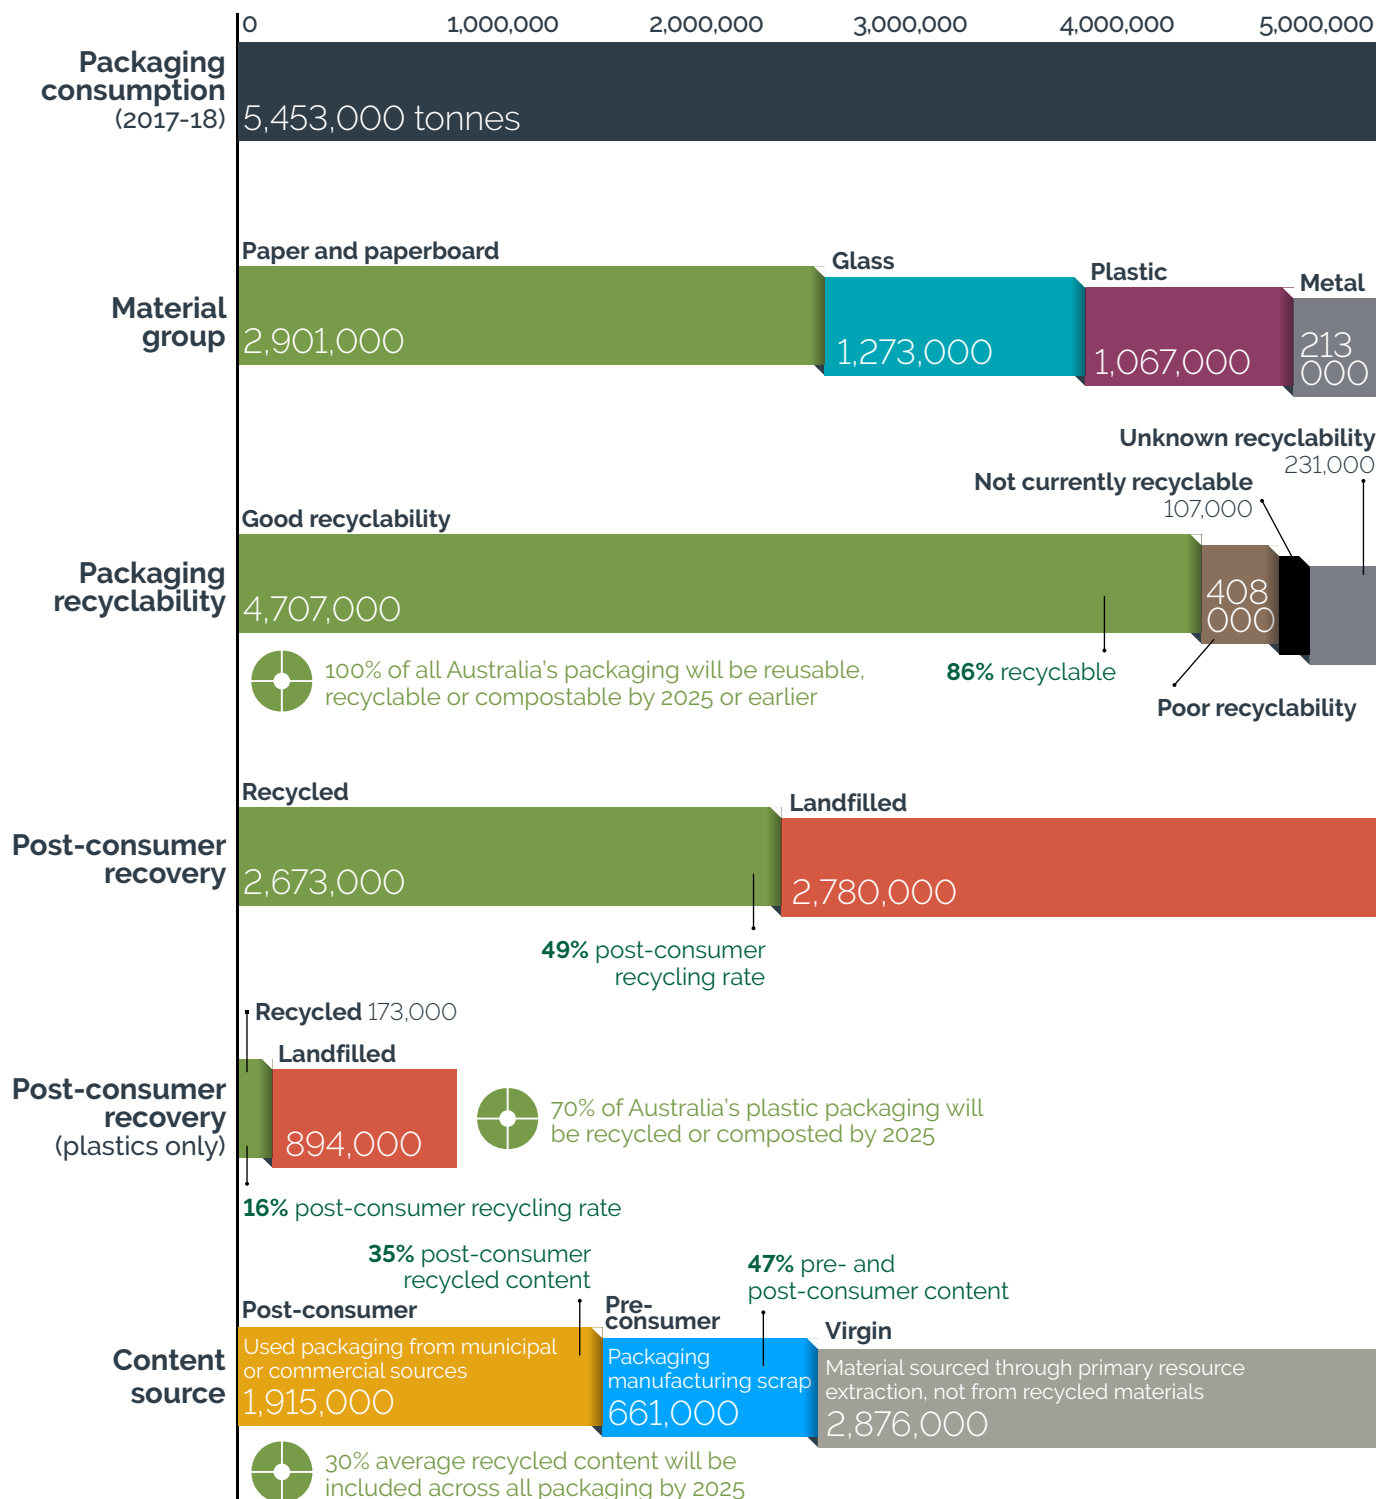 0 1,000,000 2,000,000 3,000,000 4,000,000 5,000,000
Packaging
consumption
(2017-18)
5,453,000 tonnes
Material
group
Paper and paperboard
2,901,000
Glass
1,273,000
Plastic
1,067,000
Metal
213
000
Packaging
recyclability
Good recyclability
4,707,000
Not currently recyclable
107,000
Unknown recyclability
231,000
408
000
Poor recyclability
86% recyclable
100% of all Australia's packaging will be reusable,
recyclable or compostable by 2025 or earlier
Post-consumer
recovery
Recycled
2,673,000
Landfilled
2,780,000
49% post-consumer
recycling rate
Post-consumer
recovery
(plastics only)
Recycled 173,000
Landfilled
894,000
70% of Australia's plastic packaging will
be recycled or composted by 2025
16% post-consumer recycling rate
Content
source
35% post-consumer
recycled content
47% pre- and
post-consumer content
Post-consumer
Used packaging from municipal
or commercial sources
1,915,000
Pre-
consumer
Packaging
manufacturing scrap
661,000
Virgin
Material sourced through primary resource
extraction, not from recycled materials
2,876,000
30% average recycled content will be
included across all packaging by 2025